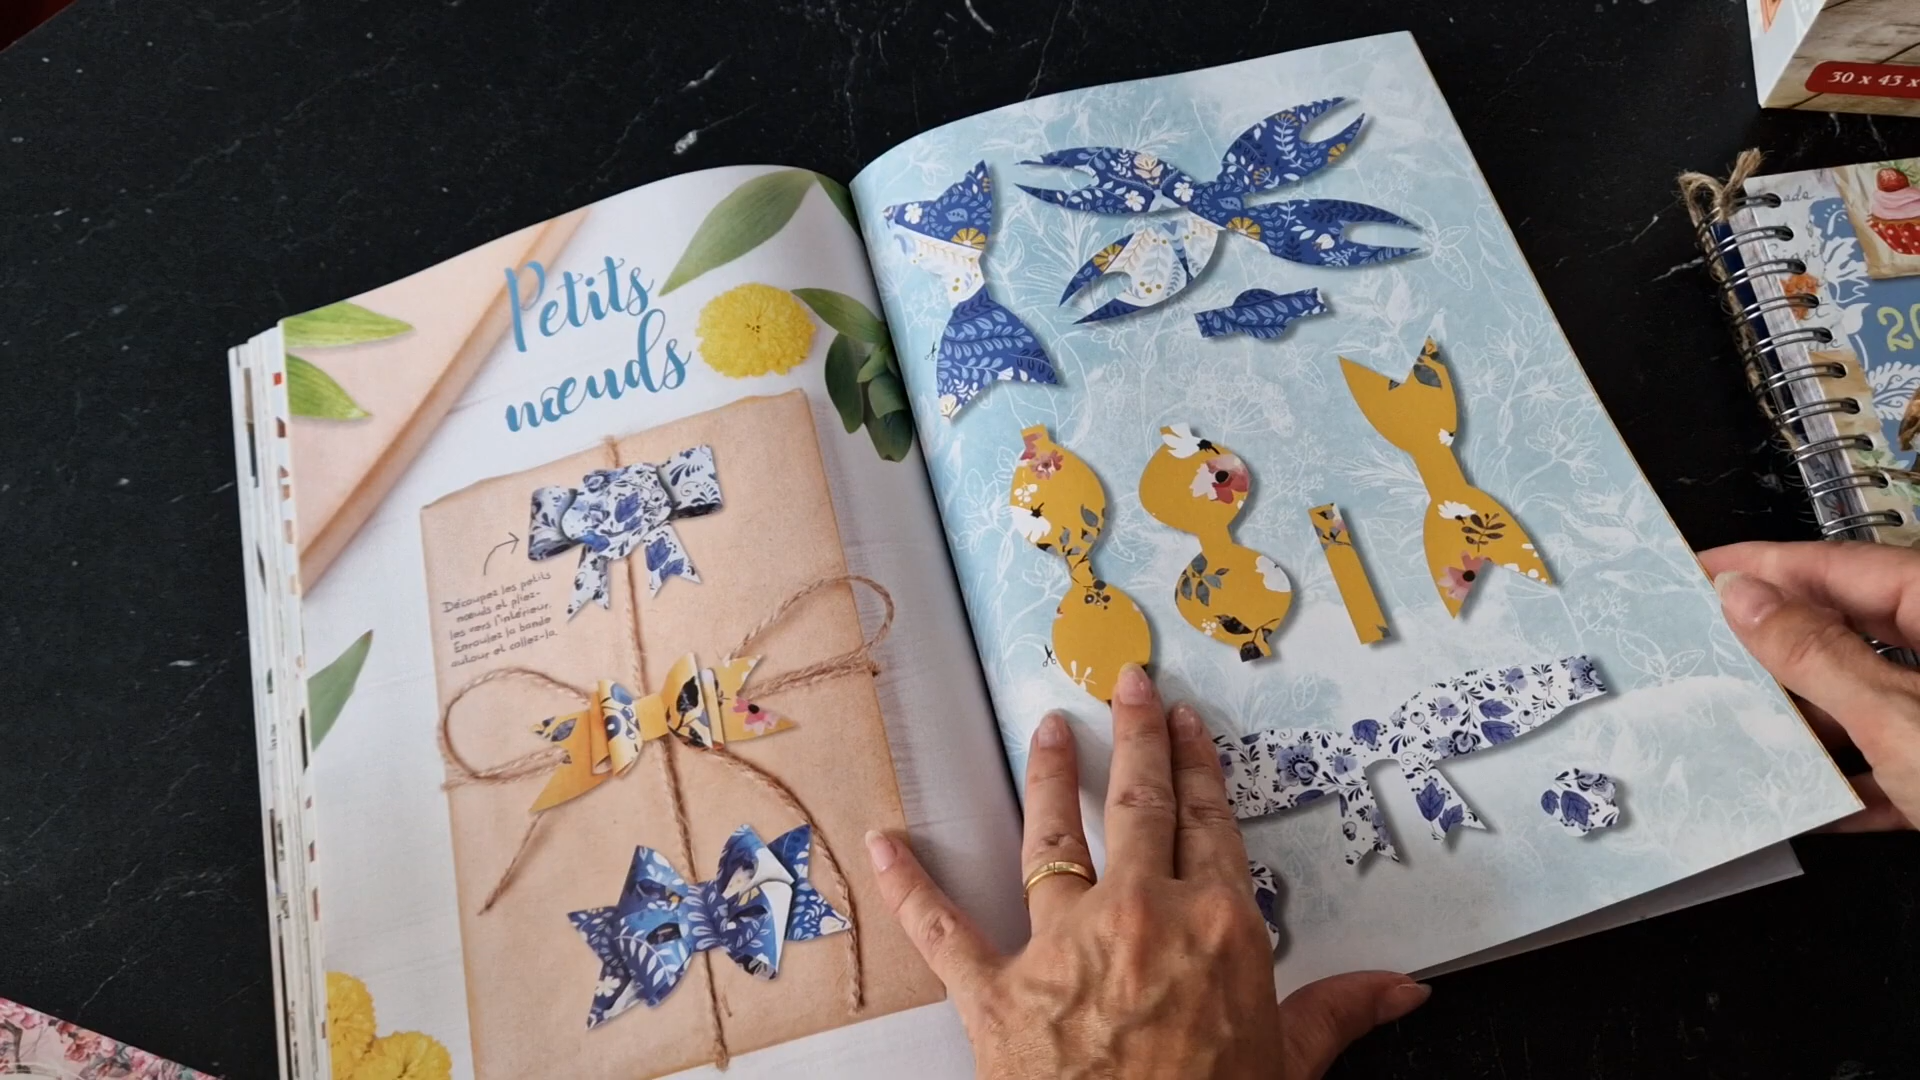 Petits
nœuds
Découpez les petits
nœuds et pliez-
les vers l'intérieur.
Enroulez la bande
autour et collez-la.
30 x 43 x